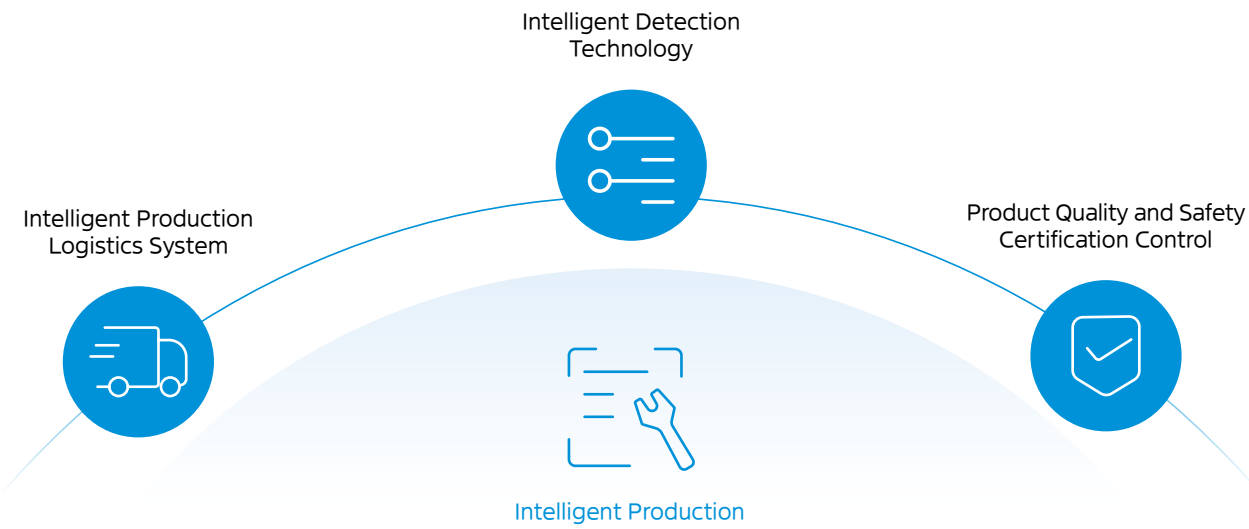 Intelligent Detection
Technology
Intelligent Production
Logistics System
Product Quality and Safety
Certification Control
Intelligent Production